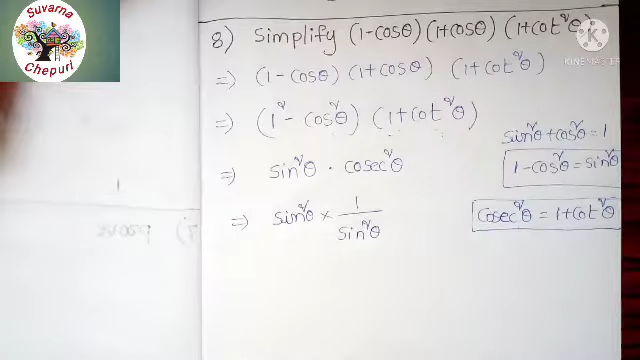 Suvarna
Chepuri
8) Simplify (1-cosθ)(1+cosθ)(1+cot²θ)
KINEMASTER
⇒ (1-cosθ)(1+cosθ)(1+cot²θ)
⇒ (1²-cos²θ)(1+cot²θ)
sin²θ+cos²θ=1
1-cos²θ=sin²θ
⇒ sin²θ · cosec²θ
⇒ sin²θ × 1/sin²θ
cosec²θ = 1+cot²θ